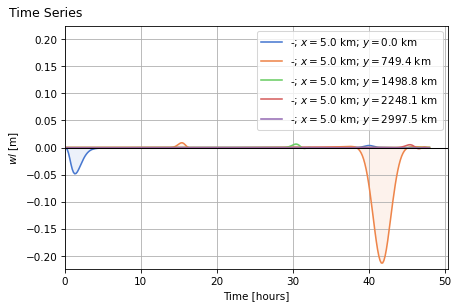 Time Series
wl [m]
0.20
0.15
0.10
0.05
0.00
−0.05
−0.10
−0.15
−0.20
-; x = 5.0 km; y = 0.0 km
-; x = 5.0 km; y = 749.4 km
-; x = 5.0 km; y = 1498.8 km
-; x = 5.0 km; y = 2248.1 km
-; x = 5.0 km; y = 2997.5 km
0 10 20 30 40 50
Time [hours]